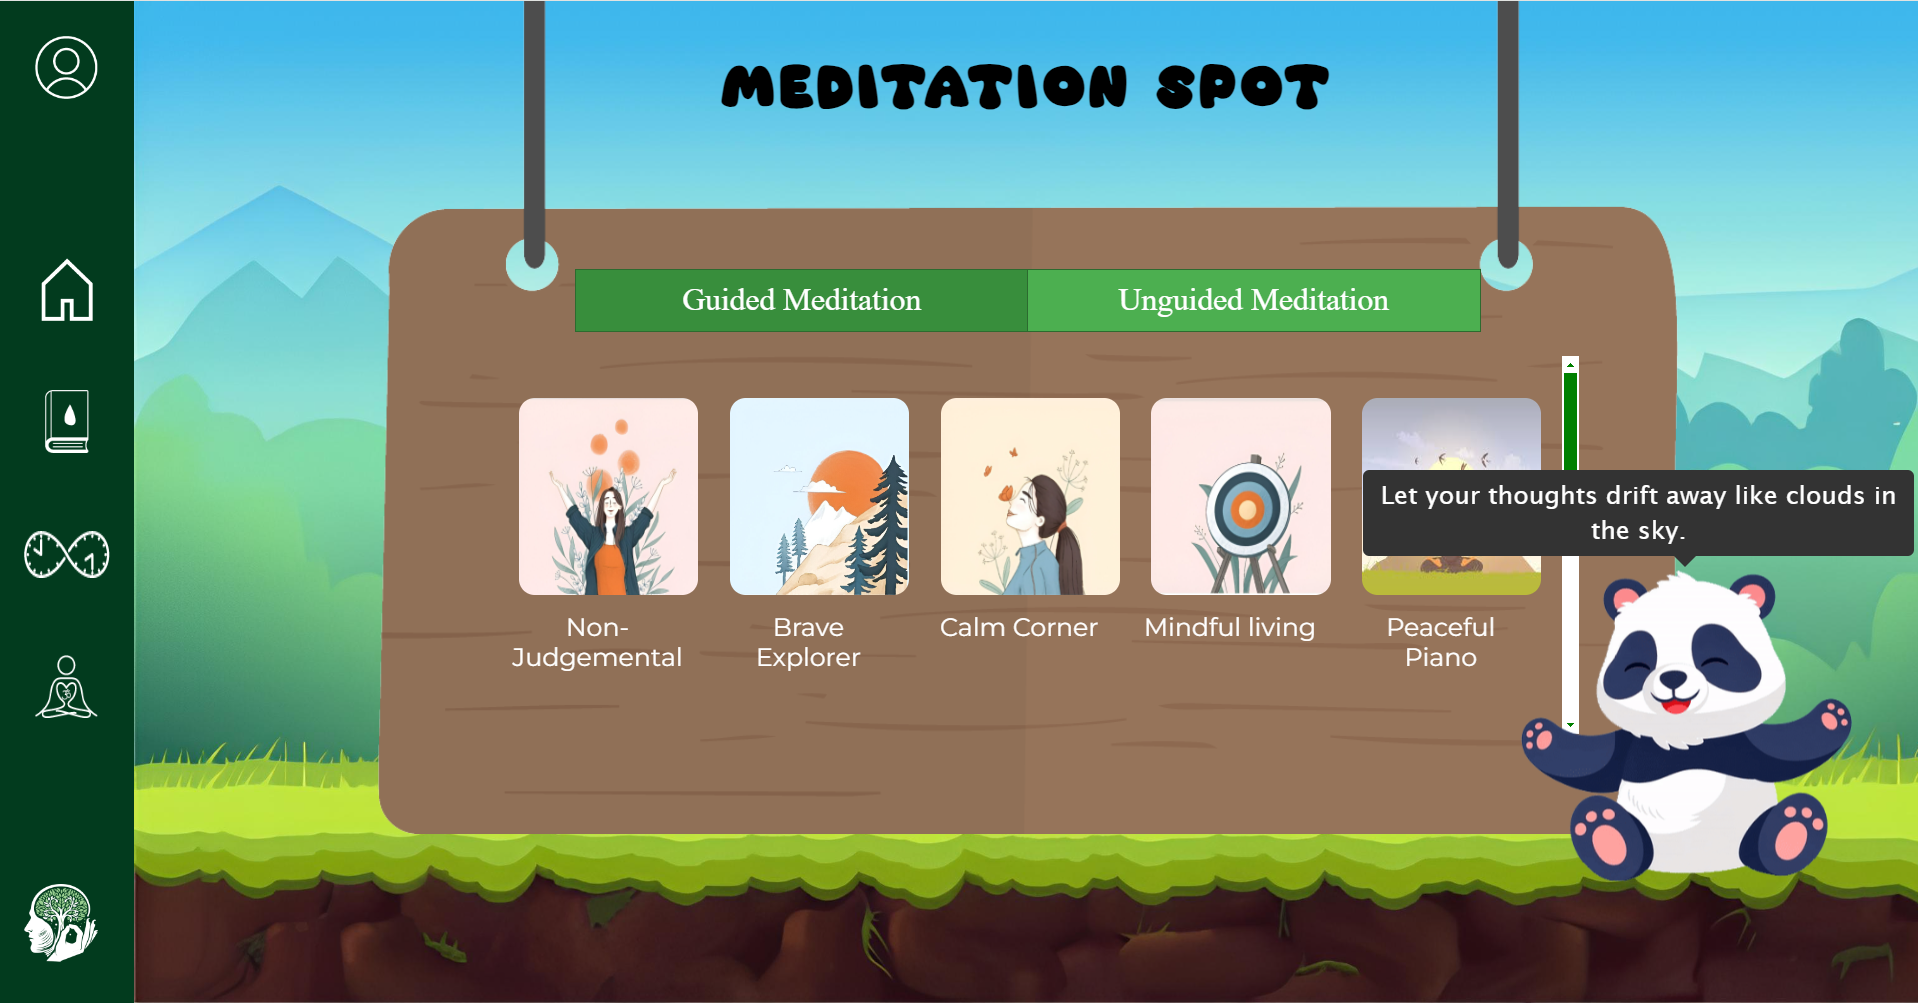 MEDITATION SPOT
Guided Meditation
Unguided Meditation
Let your thoughts drift away like clouds in
the sky.
Non-
Judgemental
Brave
Explorer
Calm Corner
Mindful living
Peaceful
Piano